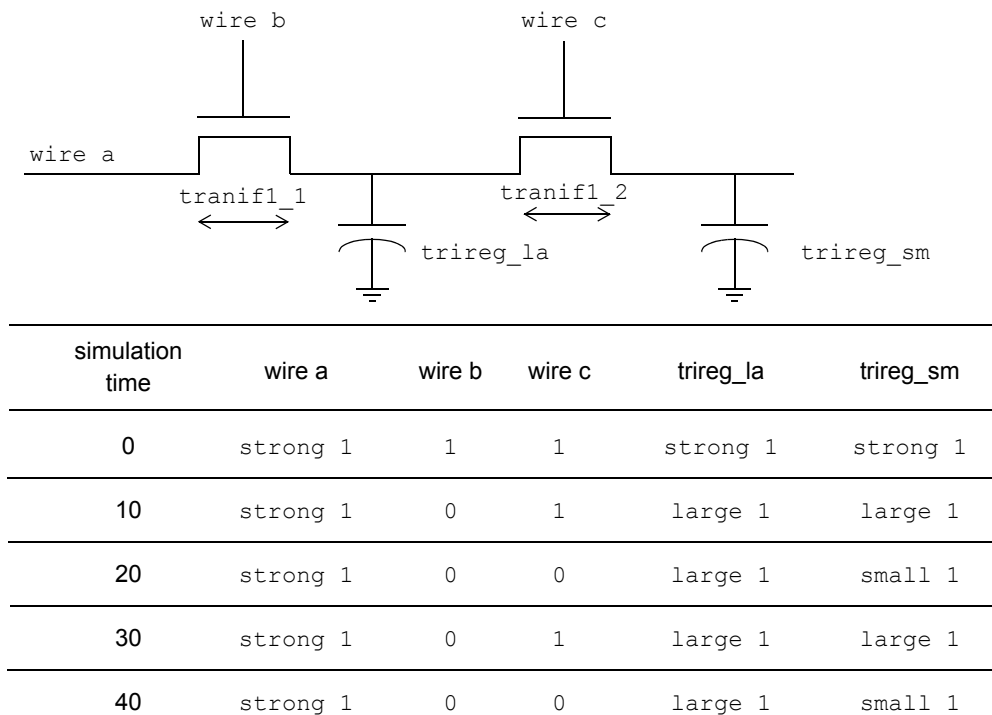 wire b wire c
wire a
tranif1_1 tranif1_2
trireg_la trireg_sm
simulation time wire a wire b wire c trireg_la trireg_sm
0 strong 1 1 1 strong 1 strong 1
10 strong 1 0 1 large 1 large 1
20 strong 1 0 0 large 1 small 1
30 strong 1 0 1 large 1 large 1
40 strong 1 0 0 large 1 small 1